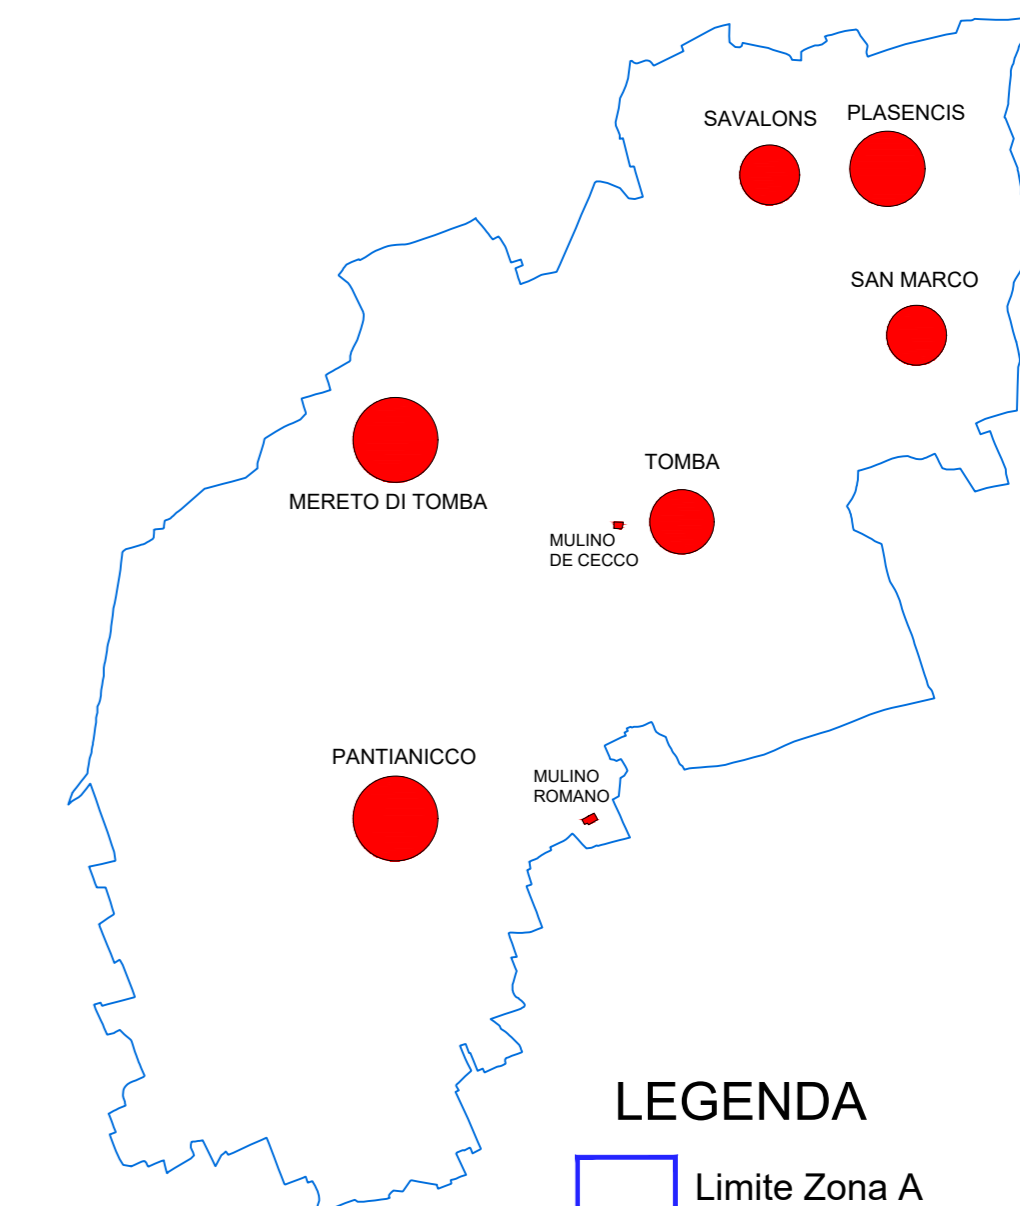 SAVALONS
PLASENCIS
SAN MARCO
TOMBA
MERETO DI TOMBA
MULINO
DE CECCO
PANTIANICCO
MULINO
ROMANO
LEGENDA
Limite Zona A